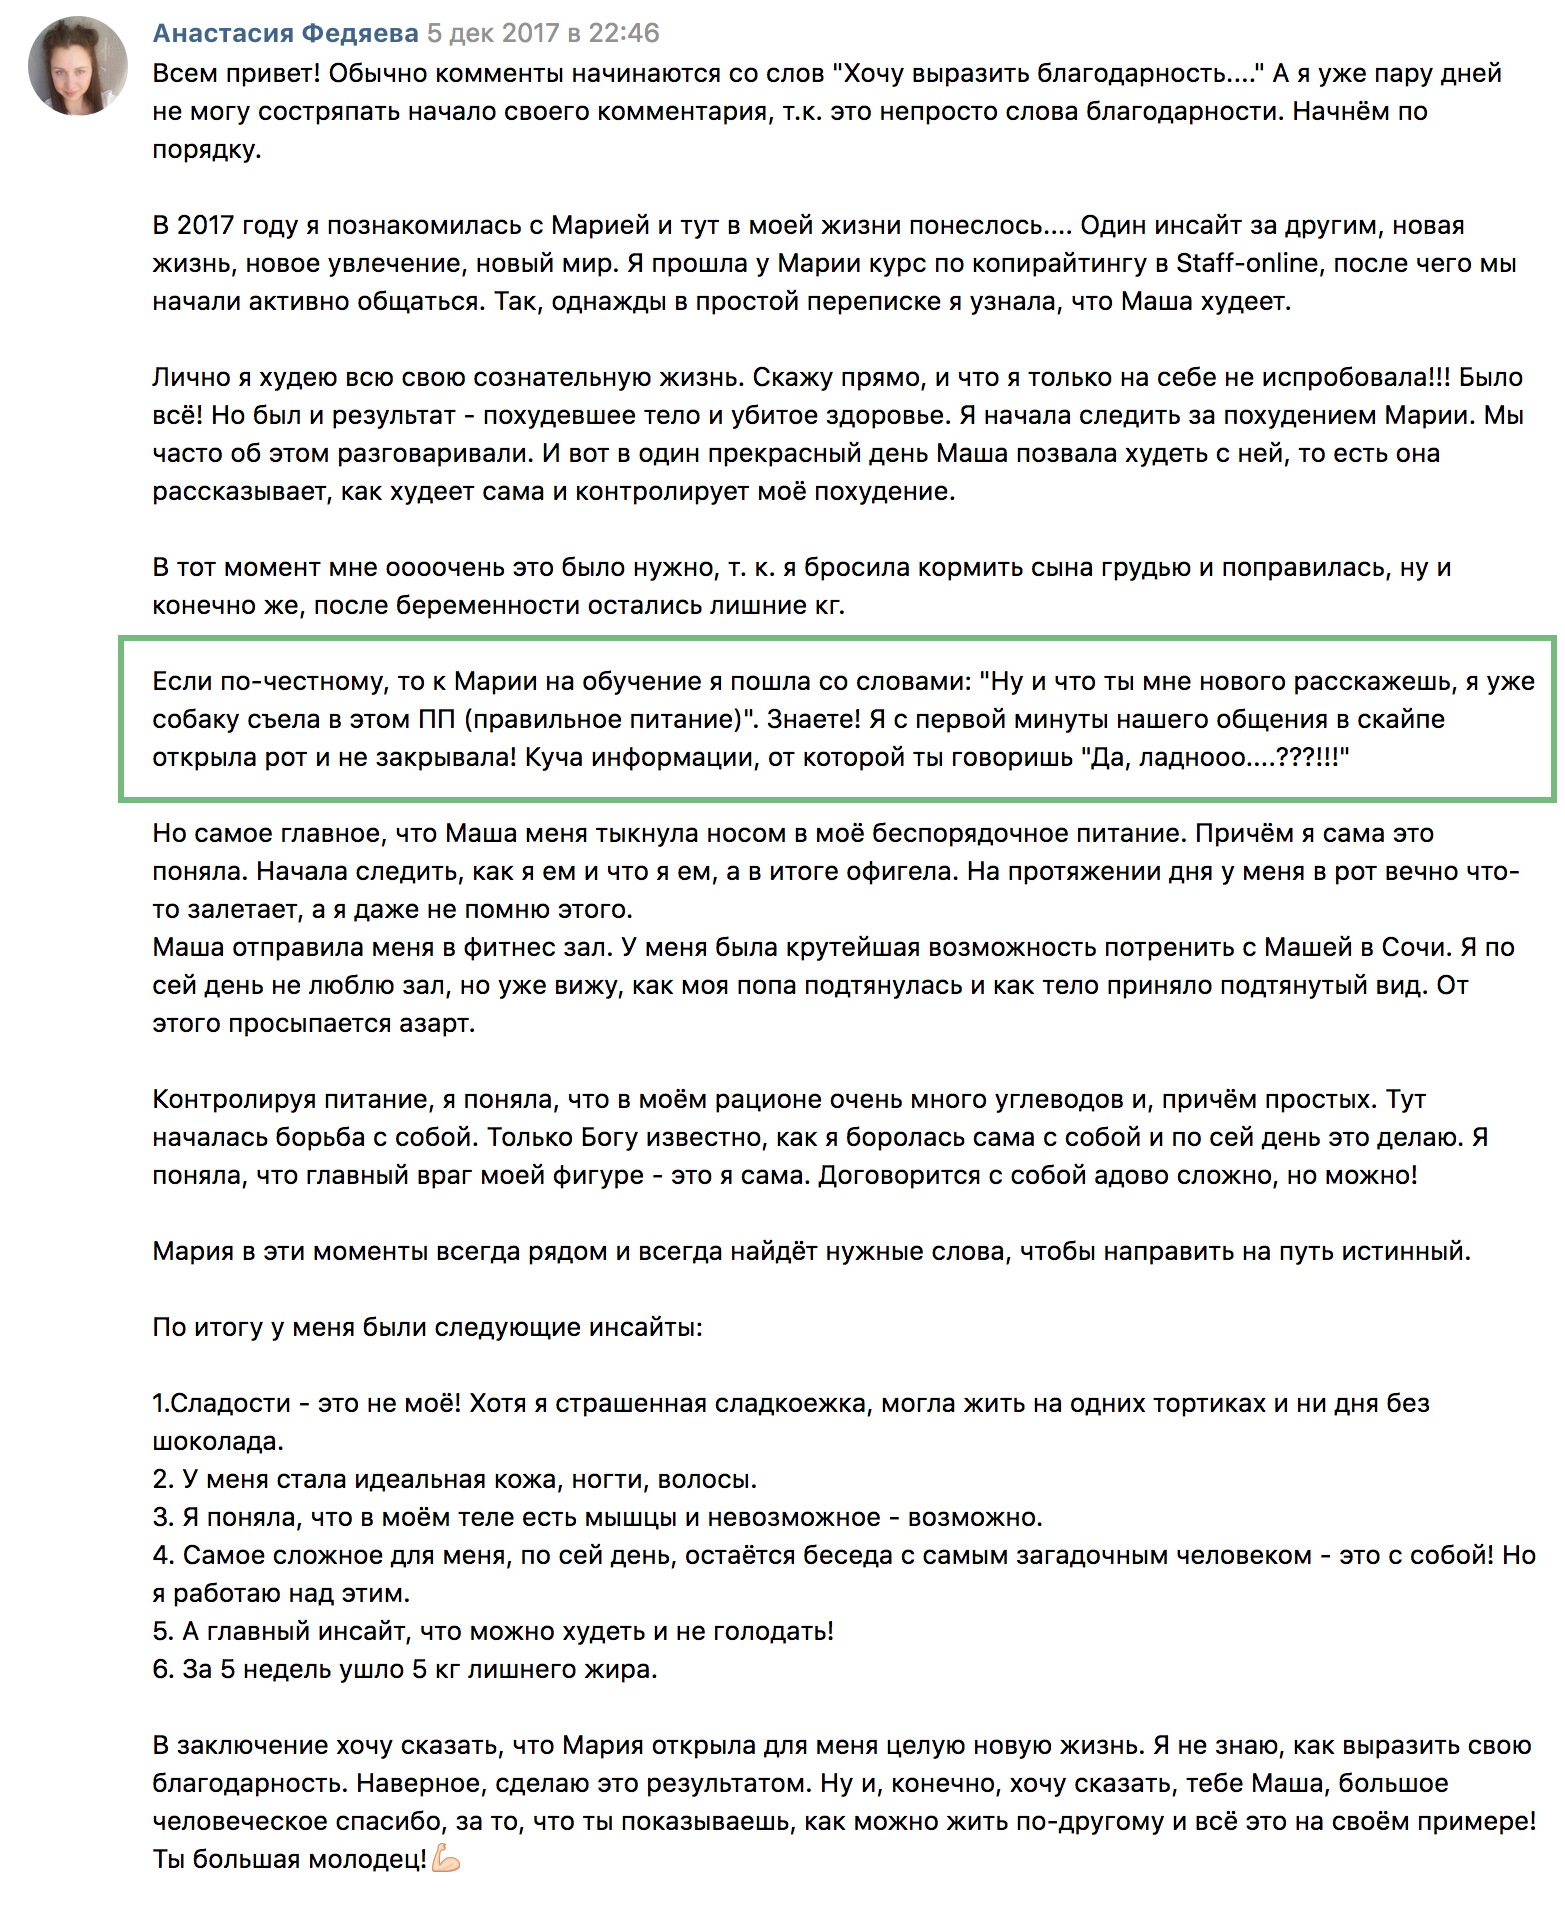 Анастасия Федяева 5 дек 2017 в 22:46
Всем привет! Обычно комменты начинаются со слов "Хочу выразить благодарность...." А я уже пару дней
не могу состряпать начало своего комментария, т.к. это непросто слова благодарности. Начнём по
порядку.
В 2017 году я познакомилась с Марией и тут в моей жизни понеслось.... Один инсайт за другим, новая
жизнь, новое увлечение, новый мир. Я прошла у Марии курс по копирайтингу в Staff-online, после чего мы
начали активно общаться. Так, однажды в простой переписке я узнала, что Маша худеет.
Лично я худею всю свою сознательную жизнь. Скажу прямо, и что я только на себе не испробовала!!! Было
всё! Но был и результат - похудевшее тело и убитое здоровье. Я начала следить за похудением Марии. Мы
часто об этом разговаривали. И вот в один прекрасный день Маша позвала худеть с ней, то есть она
рассказывает, как худеет сама и контролирует моё похудение.
В тот момент мне оооочень это было нужно, т. к. я бросила кормить сына грудью и поправилась, ну и
конечно же, после беременности остались лишние кг.
Если по-честному, то к Марии на обучение я пошла со словами: "Ну и что ты мне нового расскажешь, я уже
собаку съела в этом ПП (правильное питание)". Знаете! Я с первой минуты нашего общения в скайпе
открыла рот и не закрывала! Куча информации, от которой ты говоришь "Да, ладнооо....???!!!"
Но самое главное, что Маша меня тыкнула носом в моё беспорядочное питание. Причём я сама это
поняла. Начала следить, как я ем и что я ем, а в итоге офигела. На протяжении дня у меня в рот вечно что-
то залетает, а я даже не помню этого.
Маша отправила меня в фитнес зал. У меня была крутейшая возможность потренить с Машей в Сочи. Я по
сей день не люблю зал, но уже вижу, как моя попа подтянулась и как тело приняло подтянутый вид. От
этого просыпается азарт.
Контролируя питание, я поняла, что в моём рационе очень много углеводов и, причём простых. Тут
началась борьба с собой. Только Богу известно, как я боролась сама с собой и по сей день это делаю. Я
поняла, что главный враг моей фигуре - это я сама. Договорится с собой адово сложно, но можно!
Мария в эти моменты всегда рядом и всегда найдёт нужные слова, чтобы направить на путь истинный.
По итогу у меня были следующие инсайты:
1.Сладости - это не моё! Хотя я страшенная сладкоежка, могла жить на одних тортиках и ни дня без
шоколада.
2. У меня стала идеальная кожа, ногти, волосы.
3. Я поняла, что в моём теле есть мышцы и невозможное - возможно.
4. Самое сложное для меня, по сей день, остаётся беседа с самым загадочным человеком - это с собой! Но
я работаю над этим.
5. А главный инсайт, что можно худеть и не голодать!
6. За 5 недель ушло 5 кг лишнего жира.
В заключение хочу сказать, что Мария открыла для меня целую новую жизнь. Я не знаю, как выразить свою
благодарность. Наверное, сделаю это результатом. Ну и, конечно, хочу сказать, тебе Маша, большое
человеческое спасибо, за то, что ты показываешь, как можно жить по-другому и всё это на своём примере!
Ты большая молодец!💪🏻